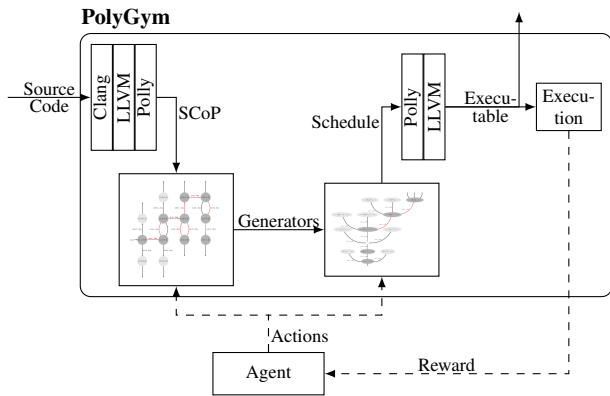 PolyGym
Source
Code
Clang
LLVM
Polly
SCoP
Schedule
Polly
LLVM
Execu-
table
Execu-
tion
Generators
Actions
Agent
Reward